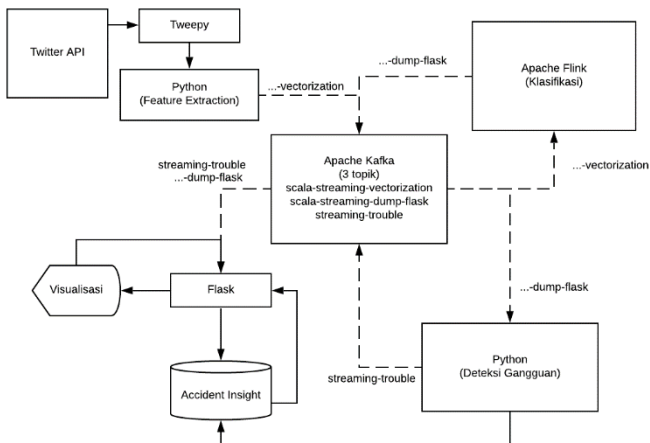 Twitter API
Tweepy
Python
(Feature Extraction)
...-vectorization
...-dump-flask
Apache Flink
(Klasifikasi)
...-vectorization
Apache Kafka
(3 topik)
scala-streaming-vectorization
scala-streaming-dump-flask
streaming-trouble
streaming-trouble
...-dump-flask
Visualisasi
Flask
...-dump-flask
Accident Insight
streaming-trouble
Python
(Deteksi Gangguan)